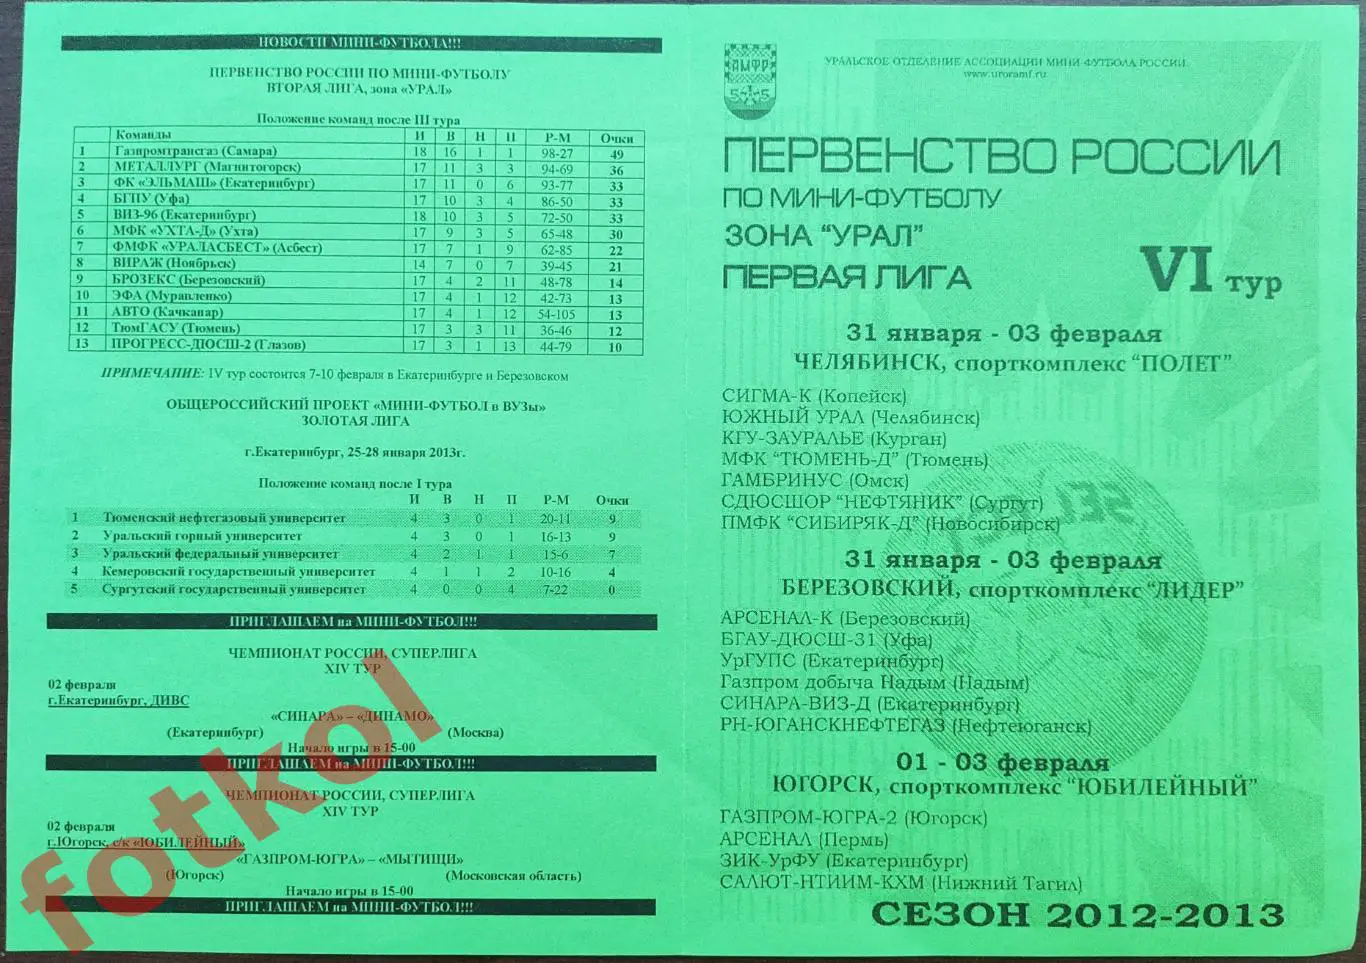 НОВОСТИ МИНИ-ФУТБОЛА!!!
ПЕРВЕНСТВО РОССИИ ПО МИНИ-ФУТБОЛУ
ВТОРАЯ ЛИГА, зона «УРАЛ»
Положение команд после III тура
Команды И В Н П Р-М Очки
1 Газпромтрансгаз (Самара) 18 16 1 1 98-27 49
2 МЕТАЛЛУРГ (Магнитогорск) 17 11 3 3 94-69 36
3 ФК «ЭЛЬМАШ» (Екатеринбург) 17 11 0 6 93-77 33
4 БГПУ (Уфа) 17 10 3 4 86-50 33
5 ВИЗ-96 (Екатеринбург) 18 10 3 5 72-50 33
6 МФК «УХТА-Д» (Ухта) 17 9 3 5 65-48 30
7 ФМФК «УРАЛАСБЕСТ» (Асбест) 17 7 1 9 62-85 22
8 ВИРАЖ (Ноябрьск) 14 7 0 7 39-45 21
9 БРОЗЕКС (Березовский) 17 4 2 11 48-78 14
10 ЭФА (Муравленко) 17 4 1 12 42-73 13
11 АВТО (Качканар) 17 4 1 12 54-105 13
12 ТюмГАСУ (Тюмень) 17 3 3 11 36-46 12
13 ПРОГРЕСС-ДЮСШ-2 (Глазов) 17 3 1 13 44-79 10
ПРИМЕЧАНИЕ: IV тур состоится 7-10 февраля в Екатеринбурге и Березовском
ОБЩЕРОССИЙСКИЙ ПРОЕКТ «МИНИ-ФУТБОЛ в ВУЗы»
ЗОЛОТАЯ ЛИГА
г.Екатеринбург, 25-28 января 2013г.
Положение команд после I тура
И В Н П Р-М Очки
1 Тюменский нефтегазовый университет 4 3 0 1 20-11 9
2 Уральский горный университет 4 3 0 1 16-13 9
3 Уральский федеральный университет 4 2 1 1 15-6 7
4 Кемеровский государственный университет 4 1 1 2 10-16 4
5 Сургутский государственный университет 4 0 0 4 7-22 0
ПРИГЛАШАЕМ на МИНИ-ФУТБОЛ!!!
ЧЕМПИОНАТ РОССИИ, СУПЕРЛИГА
XIV ТУР
02 февраля
г.Екатеринбург, ДИВС
«СИНАРА» – «ДИНАМО»
(Екатеринбург) (Москва)
Начало игры в 15-00
ПРИГЛАШАЕМ на МИНИ-ФУТБОЛ!!!
ЧЕМПИОНАТ РОССИИ, СУПЕРЛИГА
XIV ТУР
02 февраля
г.Югорск, с/к «ЮБИЛЕЙНЫЙ»
«ГАЗПРОМ-ЮГРА» – «МЫТИЩИ»
(Югорск) (Московская область)
Начало игры в 15-00
ПРИГЛАШАЕМ на МИНИ-ФУТБОЛ!!!
fotkol
АМФР
5 5
УРАЛЬСКОЕ ОТДЕЛЕНИЕ АССОЦИАЦИИ МИНИ-ФУТБОЛА РОССИИ
www.uroramf.ru
ПЕРВЕНСТВО РОССИИ
ПО МИНИ-ФУТБОЛУ
ЗОНА "УРАЛ"
ПЕРВАЯ ЛИГА
VI тур
31 января - 03 февраля
ЧЕЛЯБИНСК, спорткомплекс "ПОЛЕТ"
СИГМА-К (Копейск)
ЮЖНЫЙ УРАЛ (Челябинск)
КГУ-ЗАУРАЛЬЕ (Курган)
МФК "ТЮМЕНЬ-Д" (Тюмень)
ГАМБРИНУС (Омск)
СДЮСШОР "НЕФТЯНИК" (Сургут)
ПМФК "СИБИРЯК-Д" (Новосибирск)
31 января - 03 февраля
БЕРЕЗОВСКИЙ, спорткомплекс "ЛИДЕР"
АРСЕНАЛ-К (Березовский)
БГАУ-ДЮСШ-31 (Уфа)
УрГУПС (Екатеринбург)
Газпром добыча Надым (Надым)
СИНАРА-ВИЗ-Д (Екатеринбург)
РН-ЮГАНСКНЕФТЕГАЗ (Нефтеюганск)
01 - 03 февраля
ЮГОРСК, спорткомплекс "ЮБИЛЕЙНЫЙ"
ГАЗПРОМ-ЮГРА-2 (Югорск)
АРСЕНАЛ (Пермь)
ЗИК-УрФУ (Екатеринбург)
САЛЮТ-НТИИМ-КХМ (Нижний Тагил)
СЕЗОН 2012-2013